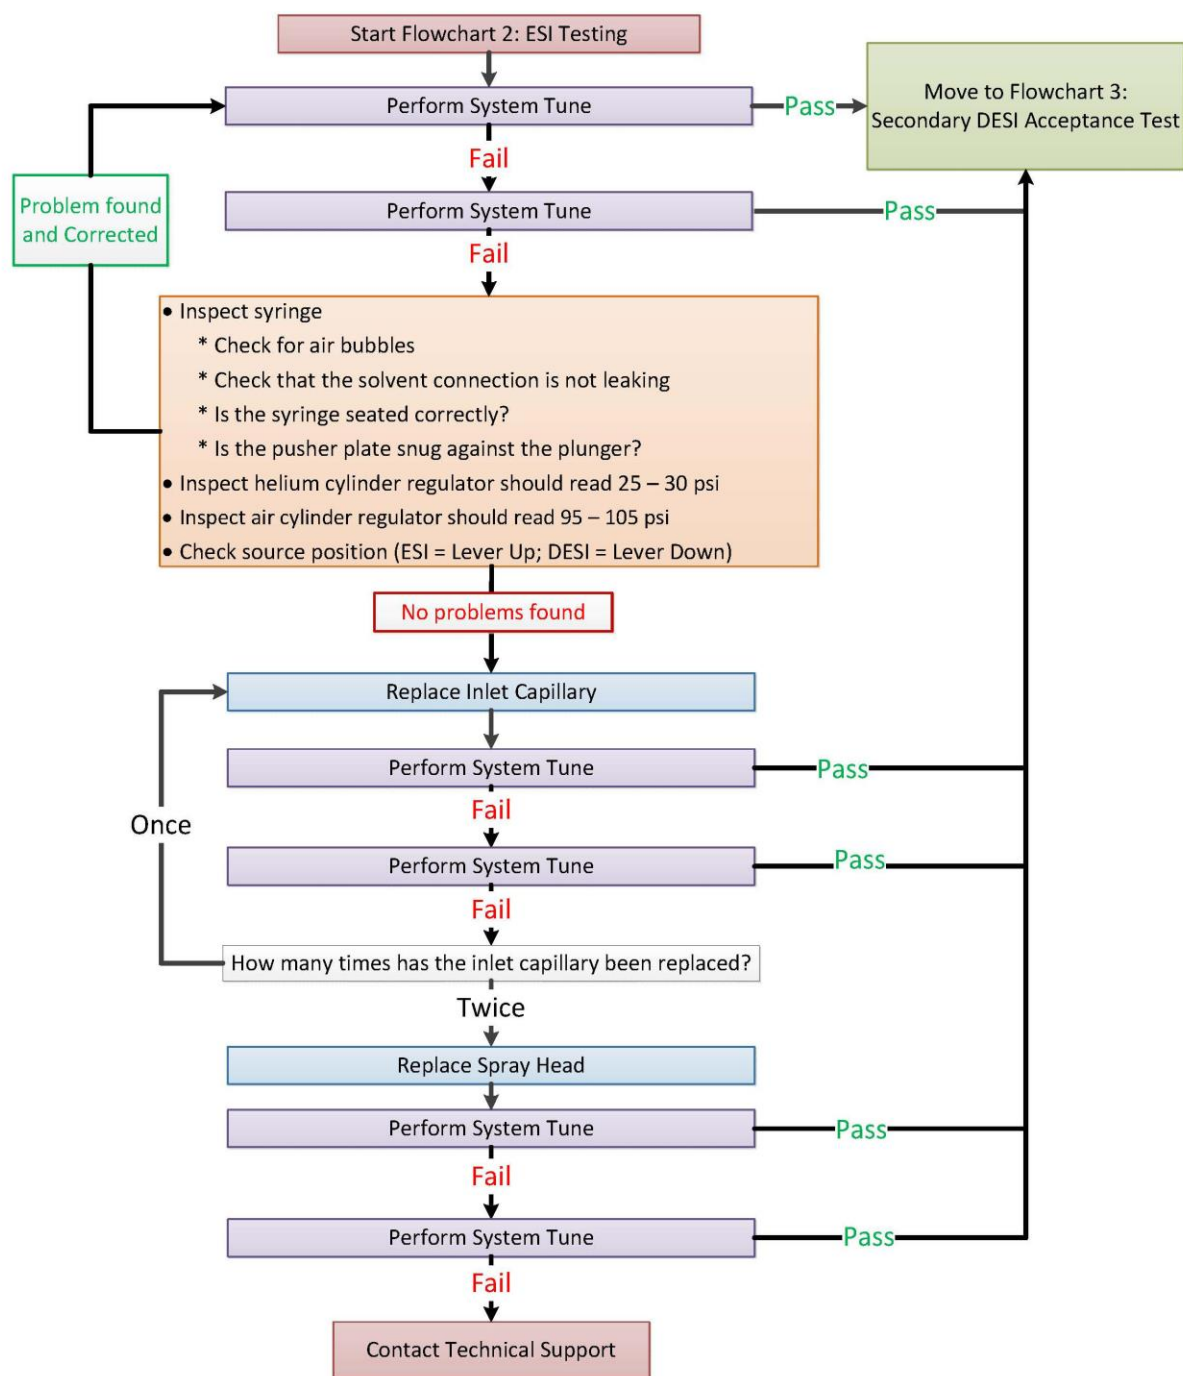 Start Flowchart 2: ESI Testing
Perform System Tune
Pass
Move to Flowchart 3:
Secondary DESI Acceptance Test
Fail
Problem found
and Corrected
Perform System Tune
Pass
Fail
• Inspect syringe
* Check for air bubbles
* Check that the solvent connection is not leaking
* Is the syringe seated correctly?
* Is the pusher plate snug against the plunger?
• Inspect helium cylinder regulator should read 25 – 30 psi
• Inspect air cylinder regulator should read 95 – 105 psi
• Check source position (ESI = Lever Up; DESI = Lever Down)
No problems found
Replace Inlet Capillary
Perform System Tune
Pass
Fail
Once
Perform System Tune
Pass
Fail
How many times has the inlet capillary been replaced?
Twice
Replace Spray Head
Perform System Tune
Pass
Fail
Perform System Tune
Pass
Fail
Contact Technical Support